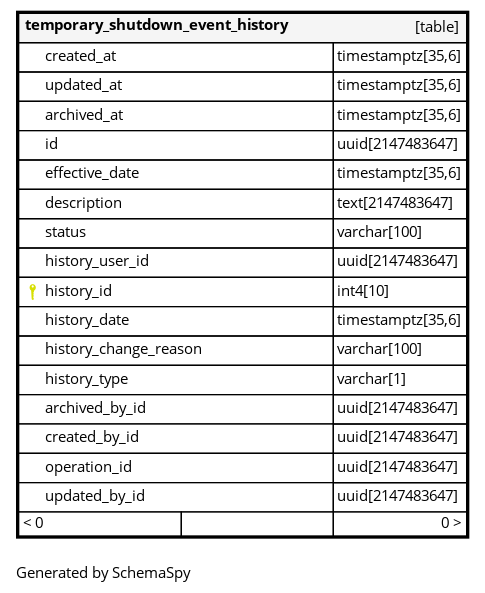 temporary_shutdown_event_history [table]
created_at timestamptz[35,6]
updated_at timestamptz[35,6]
archived_at timestamptz[35,6]
id uuid[2147483647]
effective_date timestamptz[35,6]
description text[2147483647]
status varchar[100]
history_user_id uuid[2147483647]
history_id int4[10]
history_date timestamptz[35,6]
history_change_reason varchar[100]
history_type varchar[1]
archived_by_id uuid[2147483647]
created_by_id uuid[2147483647]
operation_id uuid[2147483647]
updated_by_id uuid[2147483647]
< 0 0 >
Generated by SchemaSpy